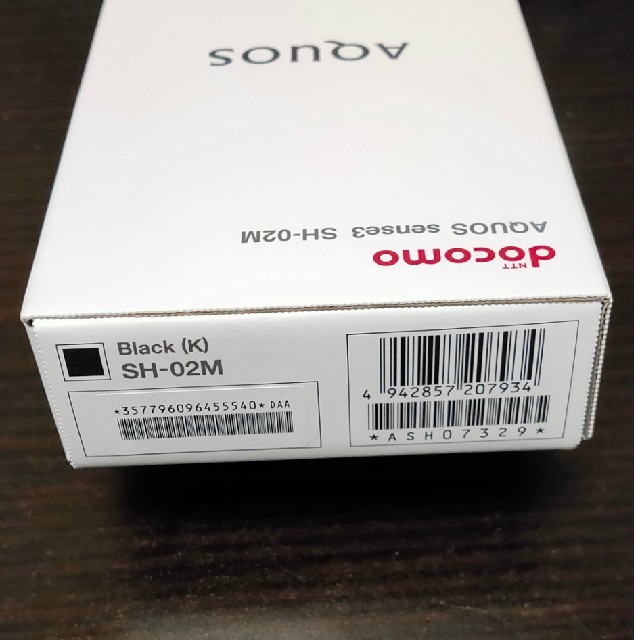 AQUOS
AQUOS sense3 SH-02M
NTT
docomo
Black (K)
SH-02M
*357796096455540* DAA
4 942857 207934
*ASH07329*